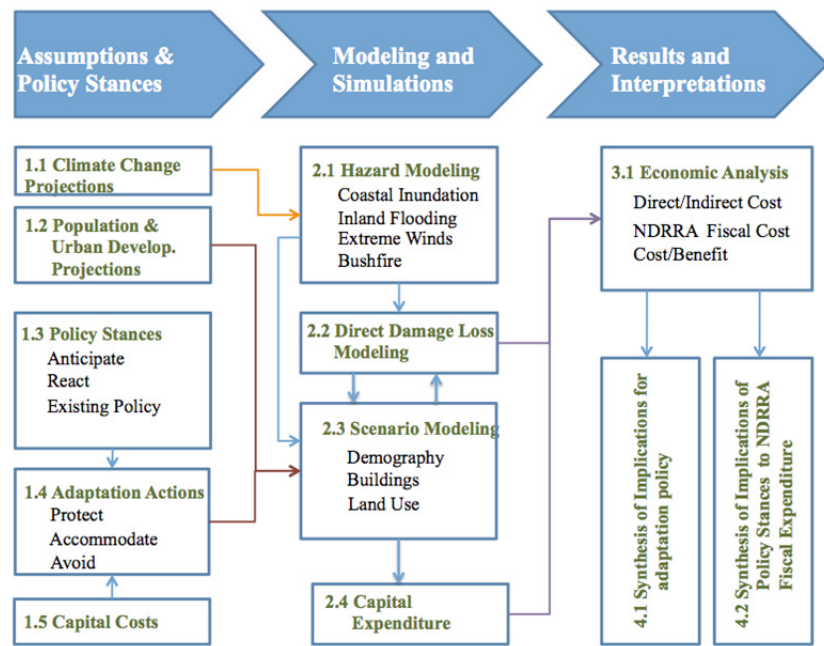 Assumptions &
Policy Stances
Modeling and
Simulations
Results and
Interpretations
1.1 Climate Change
Projections
1.2 Population &
Urban Develop.
Projections
1.3 Policy Stances
Anticipate
React
Existing Policy
1.4 Adaptation Actions
Protect
Accommodate
Avoid
1.5 Capital Costs
2.1 Hazard Modeling
Coastal Inundation
Inland Flooding
Extreme Winds
Bushfire
2.2 Direct Damage Loss
Modeling
2.3 Scenario Modeling
Demography
Buildings
Land Use
2.4 Capital
Expenditure
3.1 Economic Analysis
Direct/Indirect Cost
NDRRA Fiscal Cost
Cost/Benefit
4.1 Synthesis of Implications for
adaptation policy
4.2 Synthesis of Implications of
Policy Stances to NDRRA
Fiscal Expenditure